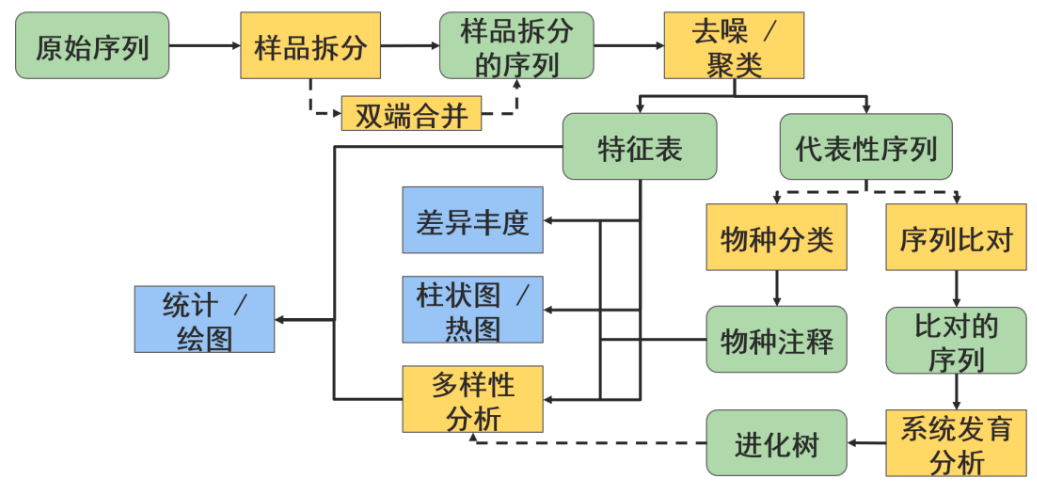 原始序列
样品拆分
样品拆分
的序列
去噪 /
聚类
双端合并
特征表
代表性序列
差异丰度
物种分类
序列比对
统计 /
绘图
柱状图 /
热图
物种注释
比对的
序列
多样性
分析
进化树
系统发育
分析